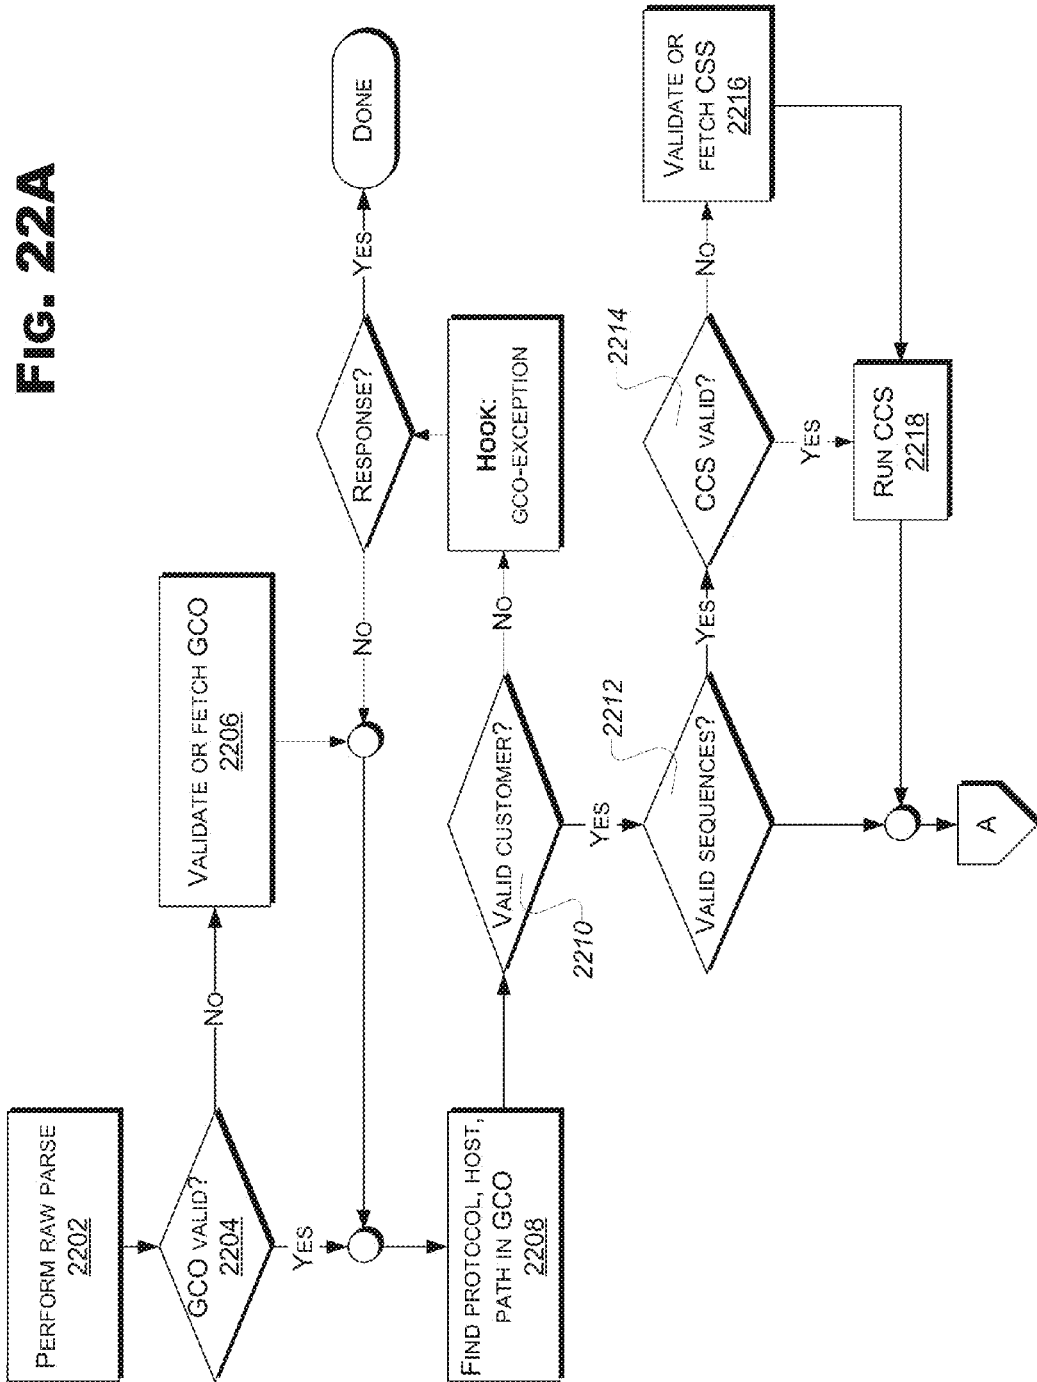 FIG. 22A
PERFORM RAW PARSE
2202
GCO VALID?
2204
NO
YES
VALIDATE OR FETCH GCO
2206
NO
RESPONSE?
YES
DONE
FIND PROTOCOL, HOST,
PATH IN GCO
2208
VALID CUSTOMER?
2210
NO
YES
HOOK:
GCO-EXCEPTION
VALID SEQUENCES?
2212
YES
CCS VALID?
2214
NO
YES
VALIDATE OR
FETCH CSS
2216
RUN CCS
2218
A